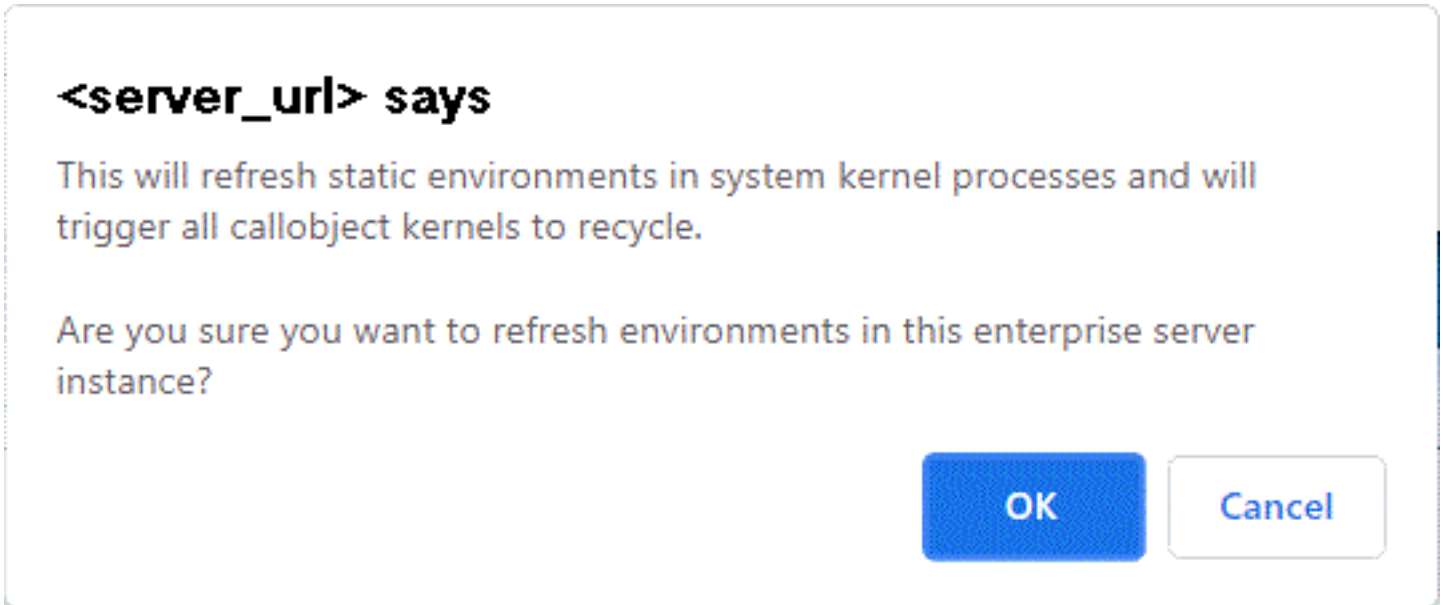 <server_url> says
This will refresh static environments in system kernel processes and will
trigger all callobject kernels to recycle.
Are you sure you want to refresh environments in this enterprise server
instance?
OK
Cancel